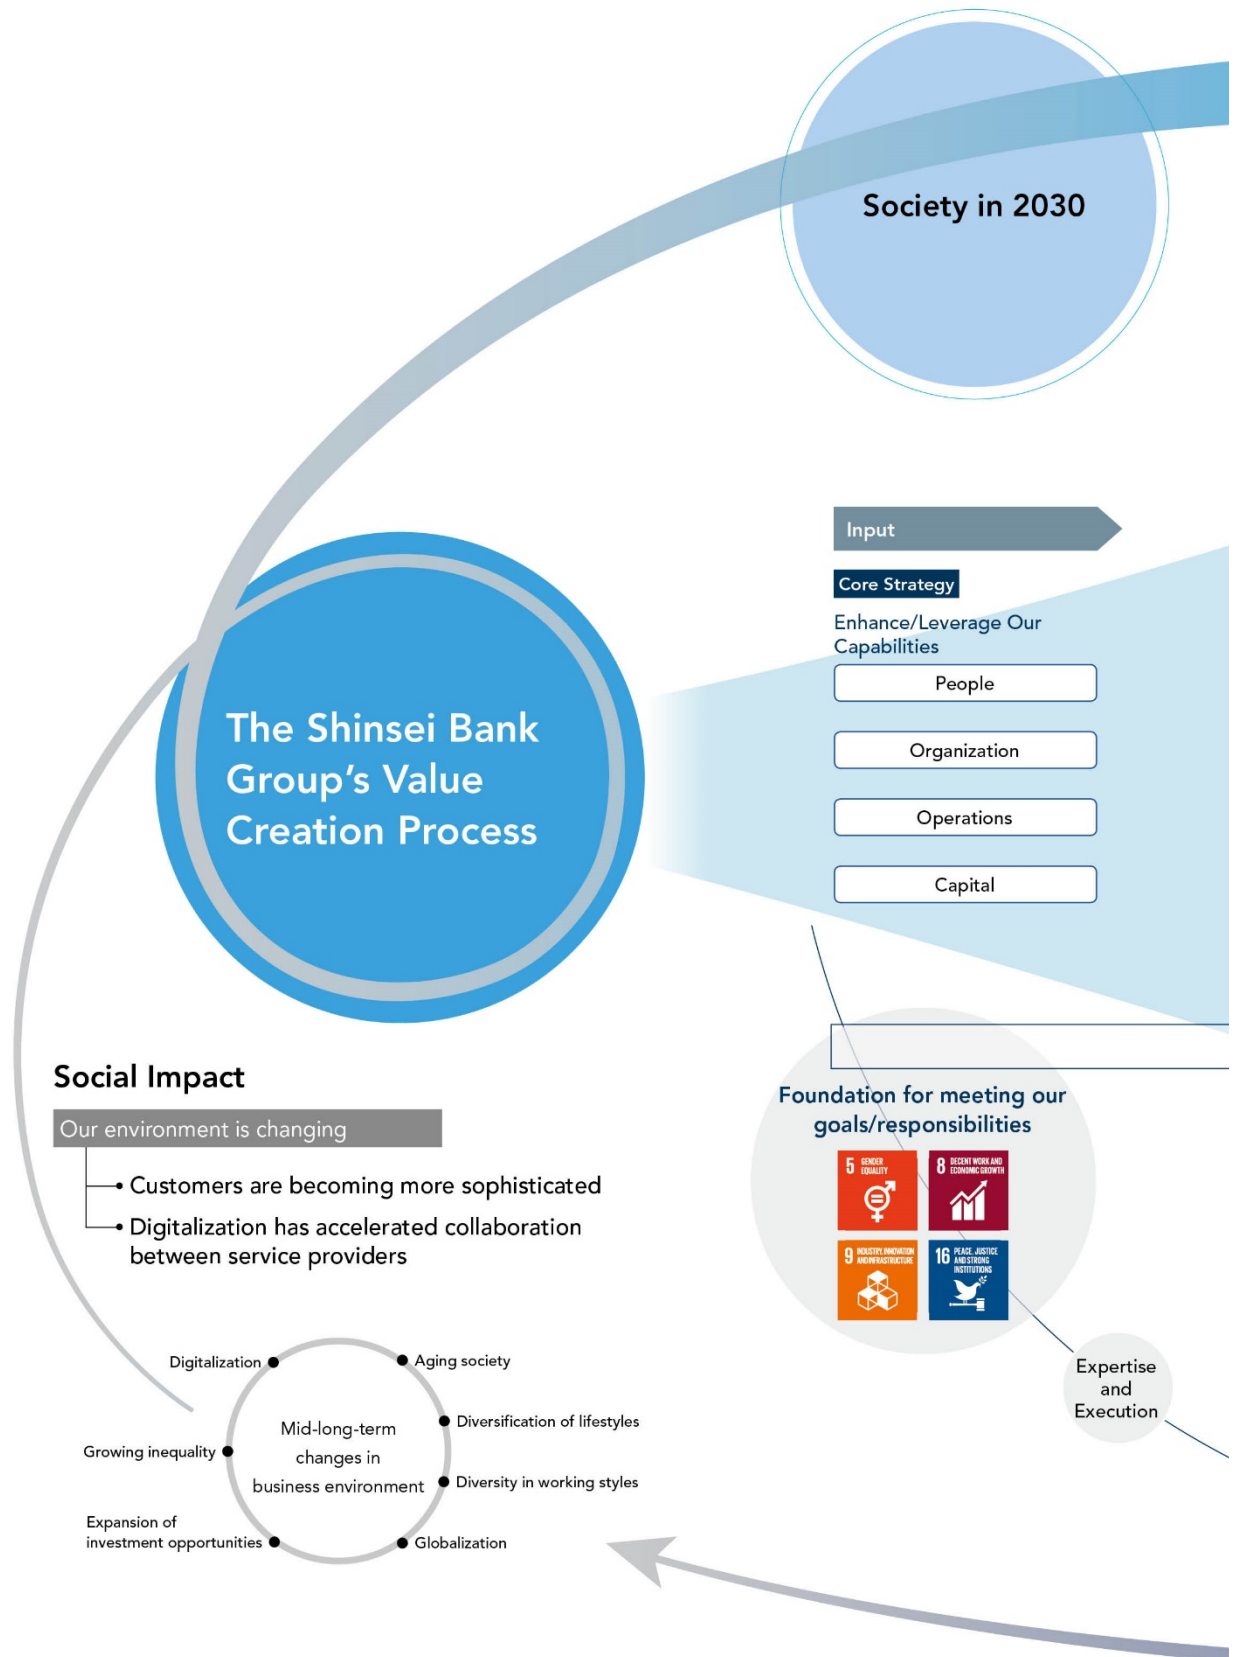 Society in 2030
Input
Core Strategy
Enhance/Leverage Our
Capabilities
People
Organization
Operations
Capital
The Shinsei Bank
Group’s Value
Creation Process
Social Impact
Our environment is changing
Customers are becoming more sophisticated
Digitalization has accelerated collaboration
between service providers
Foundation for meeting our
goals/responsibilities
5 GENDER
EQUALITY
8 DECENT WORK AND
ECONOMIC GROWTH
9 INDUSTRY, INNOVATION
AND INFRASTRUCTURE
16 PEACE, JUSTICE
AND STRONG
INSTITUTIONS
Expertise
and
Execution
Mid-long-term
changes in
business environment
Digitalization
Aging society
Growing inequality
Diversification of lifestyles
Diversity in working styles
Expansion of
investment opportunities
Globalization